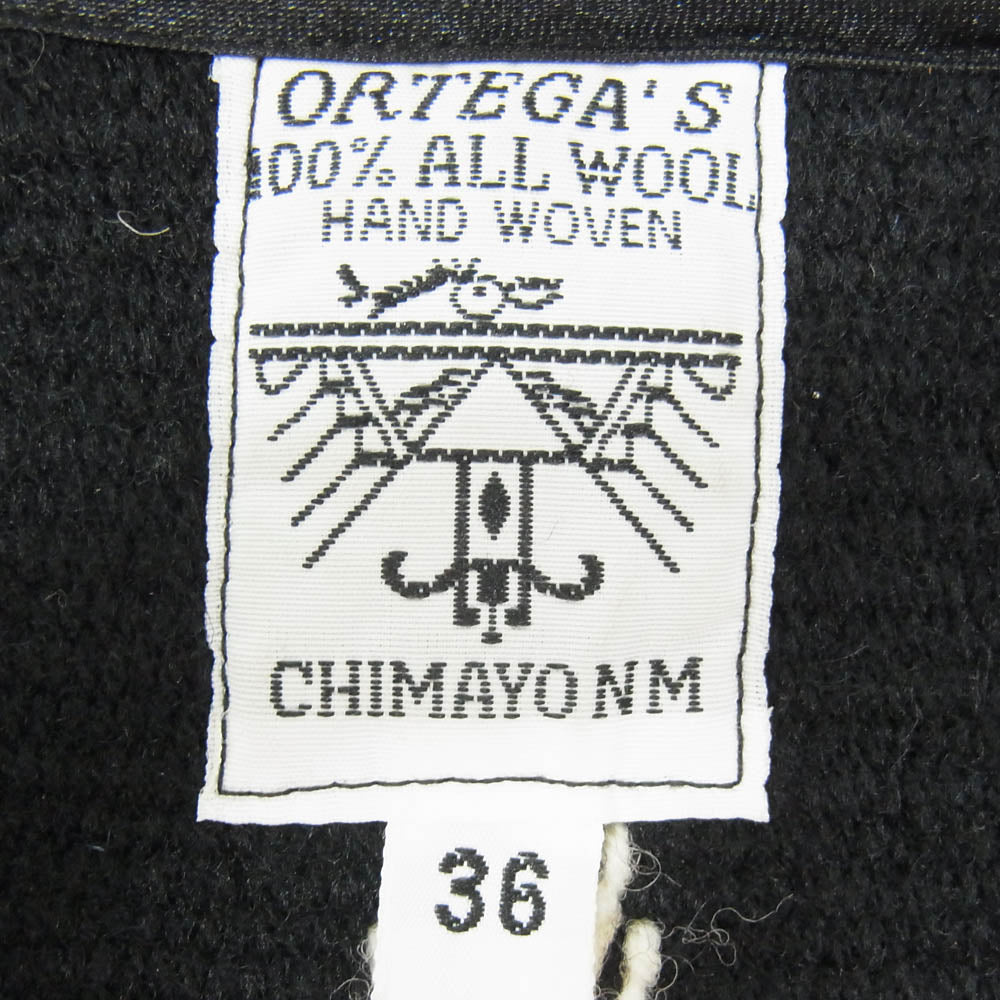 ORTEGA'S
100% ALL WOOL
HAND WOVEN
CHIMAYO NM
36